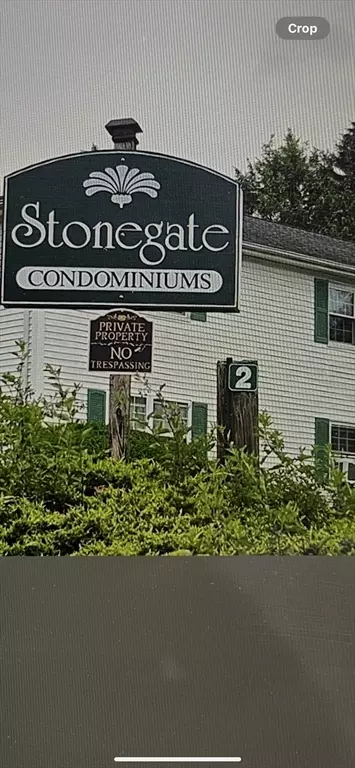 Crop
Stonegate
CONDOMINIUMS
PRIVATE
PROPERTY
NO
TRESPASSING
2